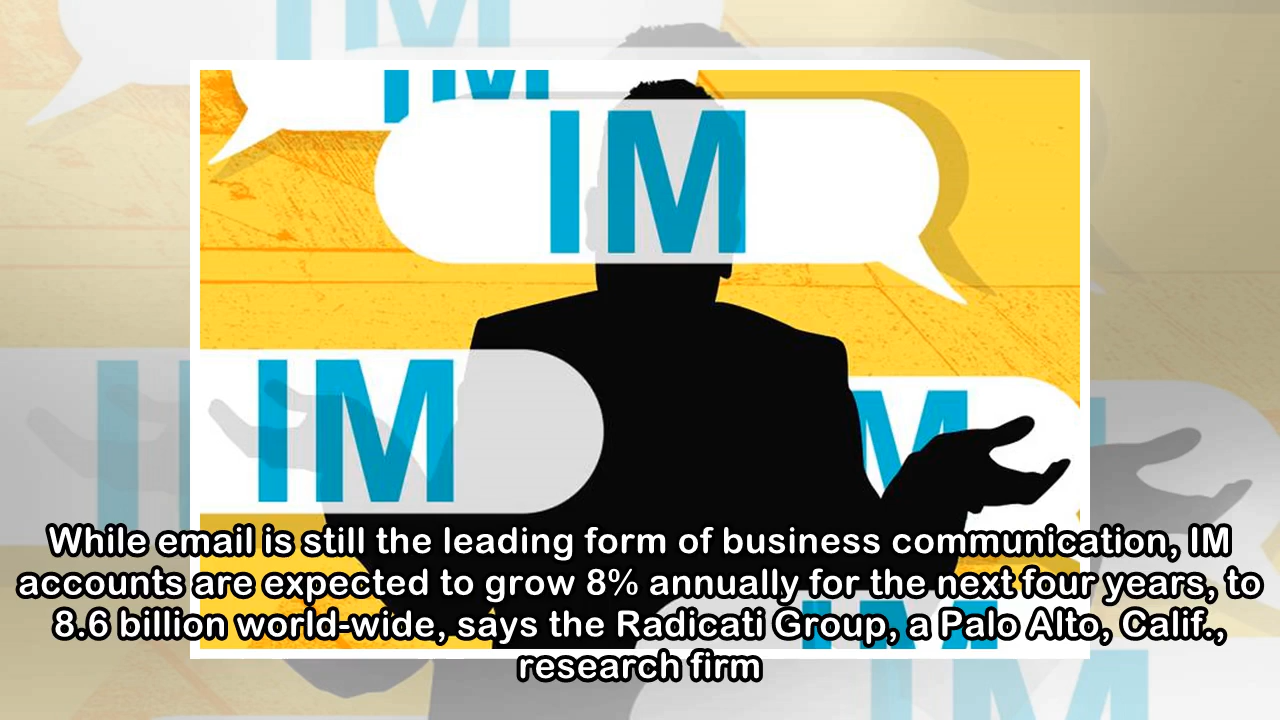 IM
IM
IM
M
While email is still the leading form of business communication, IM
accounts are expected to grow 8% annually for the next four years, to
8.6 billion world-wide, says the Radicati Group, a Palo Alto, Calif.,
research firm
IM